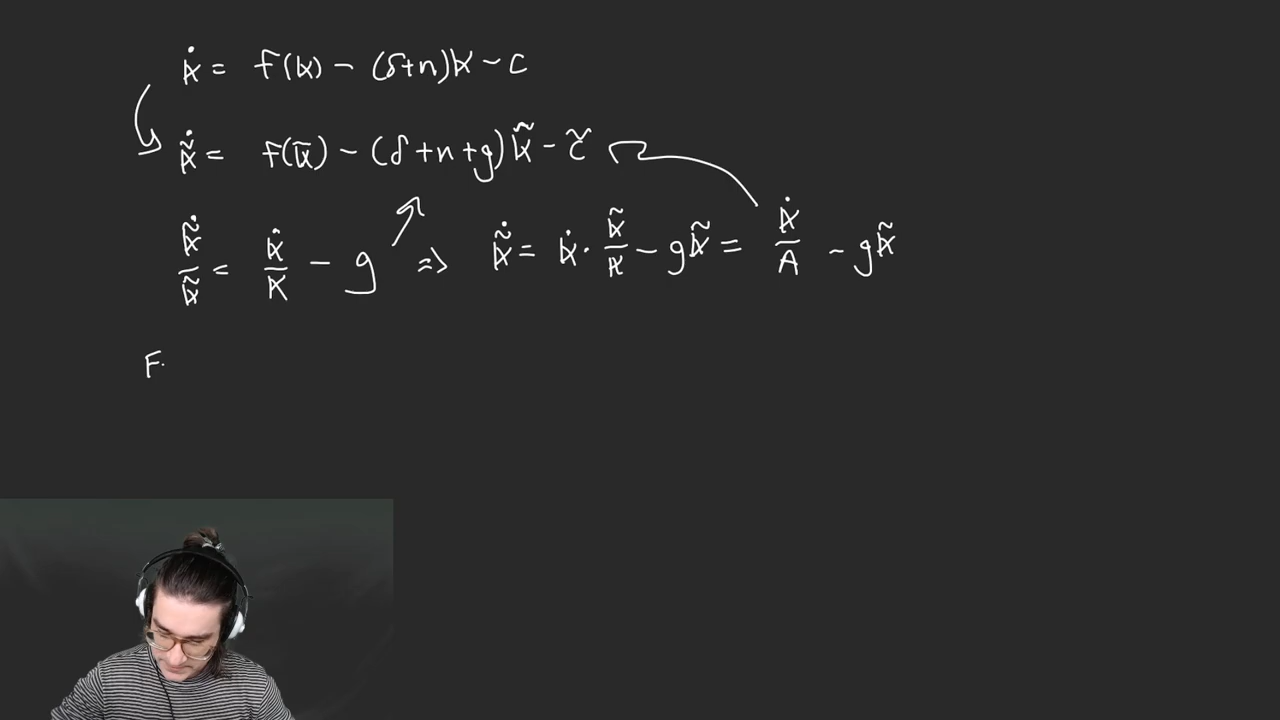 k̇ = f(k) − (δ+n)k − c
k̃̇ = f(k̃) − (δ+n+g)k̃ − c̃
k̃̇/k̃ = k̇/k − g ⇒ k̃̇ = k̇ · k̃/k − gk̃ = k̇/A − gk̃
F.